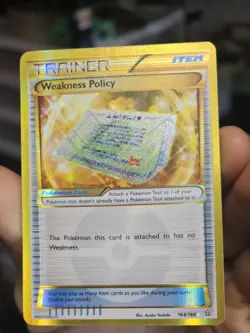 TRAINER
ITEM
Weakness Policy
Pokémon Tool
Attach a Pokémon Tool to 1 of your
Pokémon that doesn't already have a Pokémon Tool attached to it.
The Pokémon this card is attached to has no
Weakness.
You may play as many Item cards as you like during your turn
(before your attack).
Illus. Ayaka Yoshida
164/160